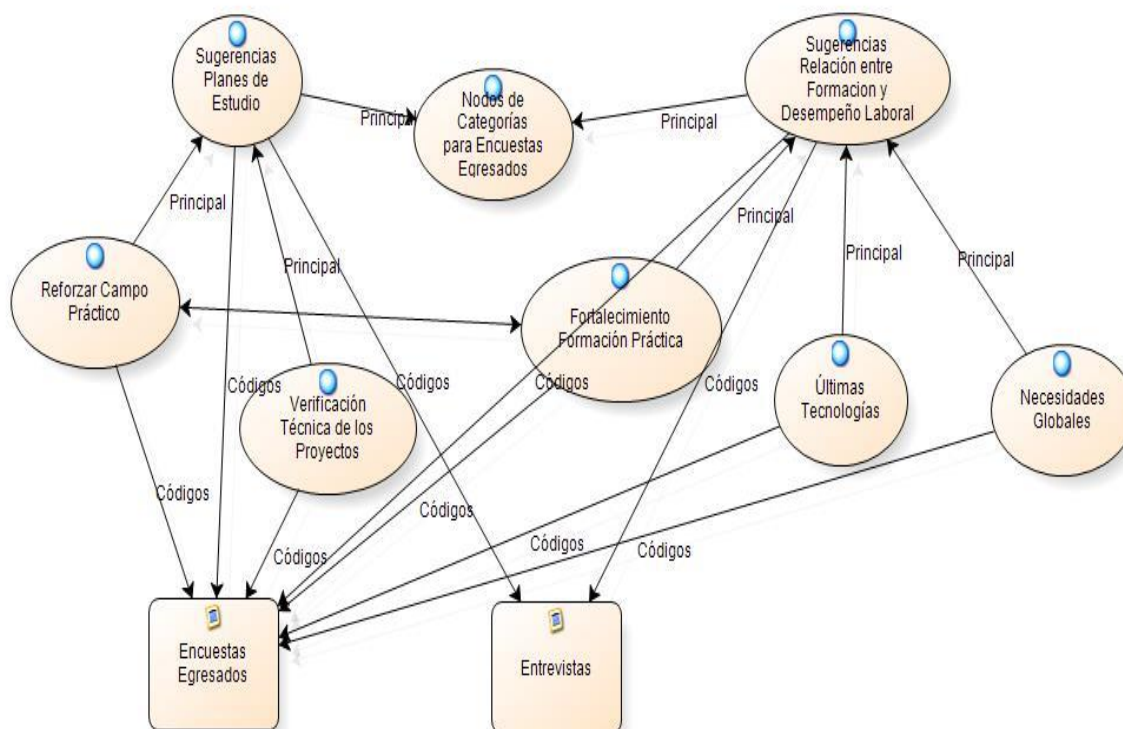 Sugerencias
Planes de
Estudio
Nodos de
Categorías
para Encuestas
Egresados
Sugerencias
Relación entre
Formacion y
Desempeño Laboral
Principal
Principal
Principal
Principal
Principal
Principal
Principal
Reforzar Campo
Práctico
Fortalecimiento
Formación Práctica
Verificación
Técnica de los
Proyectos
Últimas
Tecnologías
Necesidades
Globales
Códigos
Códigos
Códigos
Códigos
Códigos
Códigos
Códigos
Códigos
Códigos
Encuestas
Egresados
Entrevistas